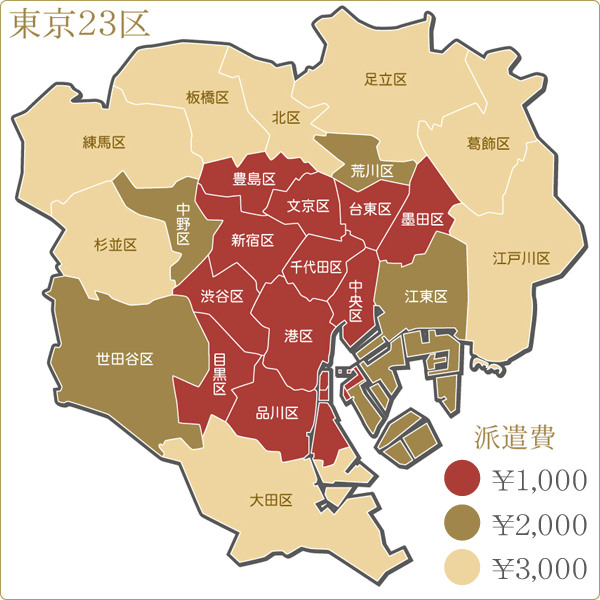 東京23区
足立区
板橋区
北区
練馬区
葛飾区
荒川区
豊島区
文京区
台東区
墨田区
中野区
杉並区
新宿区
千代田区
江戸川区
渋谷区
中央区
江東区
港区
世田谷区
目黒区
品川区
大田区
派遣費
¥1,000
¥2,000
¥3,000